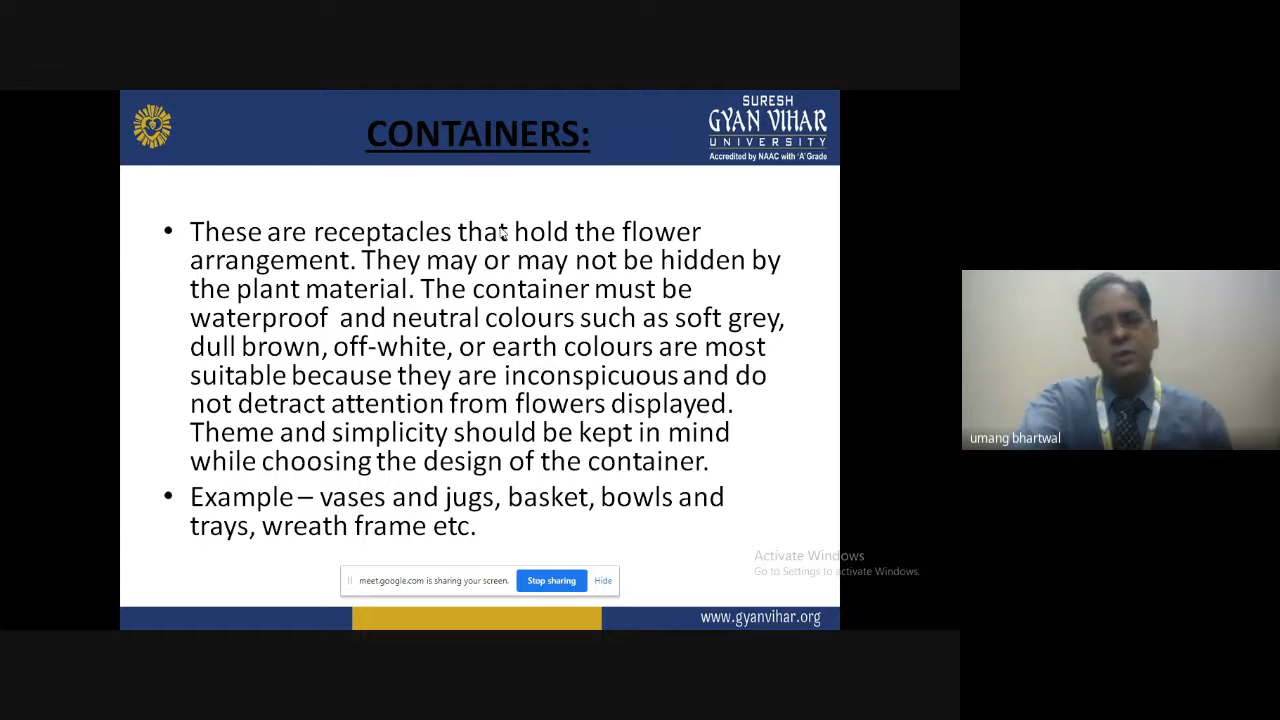 CONTAINERS:
SURESH
GYAN VIHAR
UNIVERSITY
Accredited by NAAC with 'A' Grade
• These are receptacles that hold the flower
arrangement. They may or may not be hidden by
the plant material. The container must be
waterproof  and neutral colours such as soft grey,
dull brown, off-white, or earth colours are most
suitable because they are inconspicuous and do
not detract attention from flowers displayed.
Theme and simplicity should be kept in mind
while choosing the design of the container.
• Example – vases and jugs, basket, bowls and
trays, wreath frame etc.
umang bhartwal
Activate Windows
Go to Settings to activate Windows.
meet.google.com is sharing your screen. Stop sharing Hide
www.gyanvihar.org